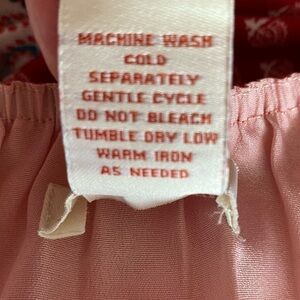 MACHINE WASH
COLD
SEPARATELY
GENTLE CYCLE
DO NOT BLEACH
TUMBLE DRY LOW
WARM IRON
AS NEEDED